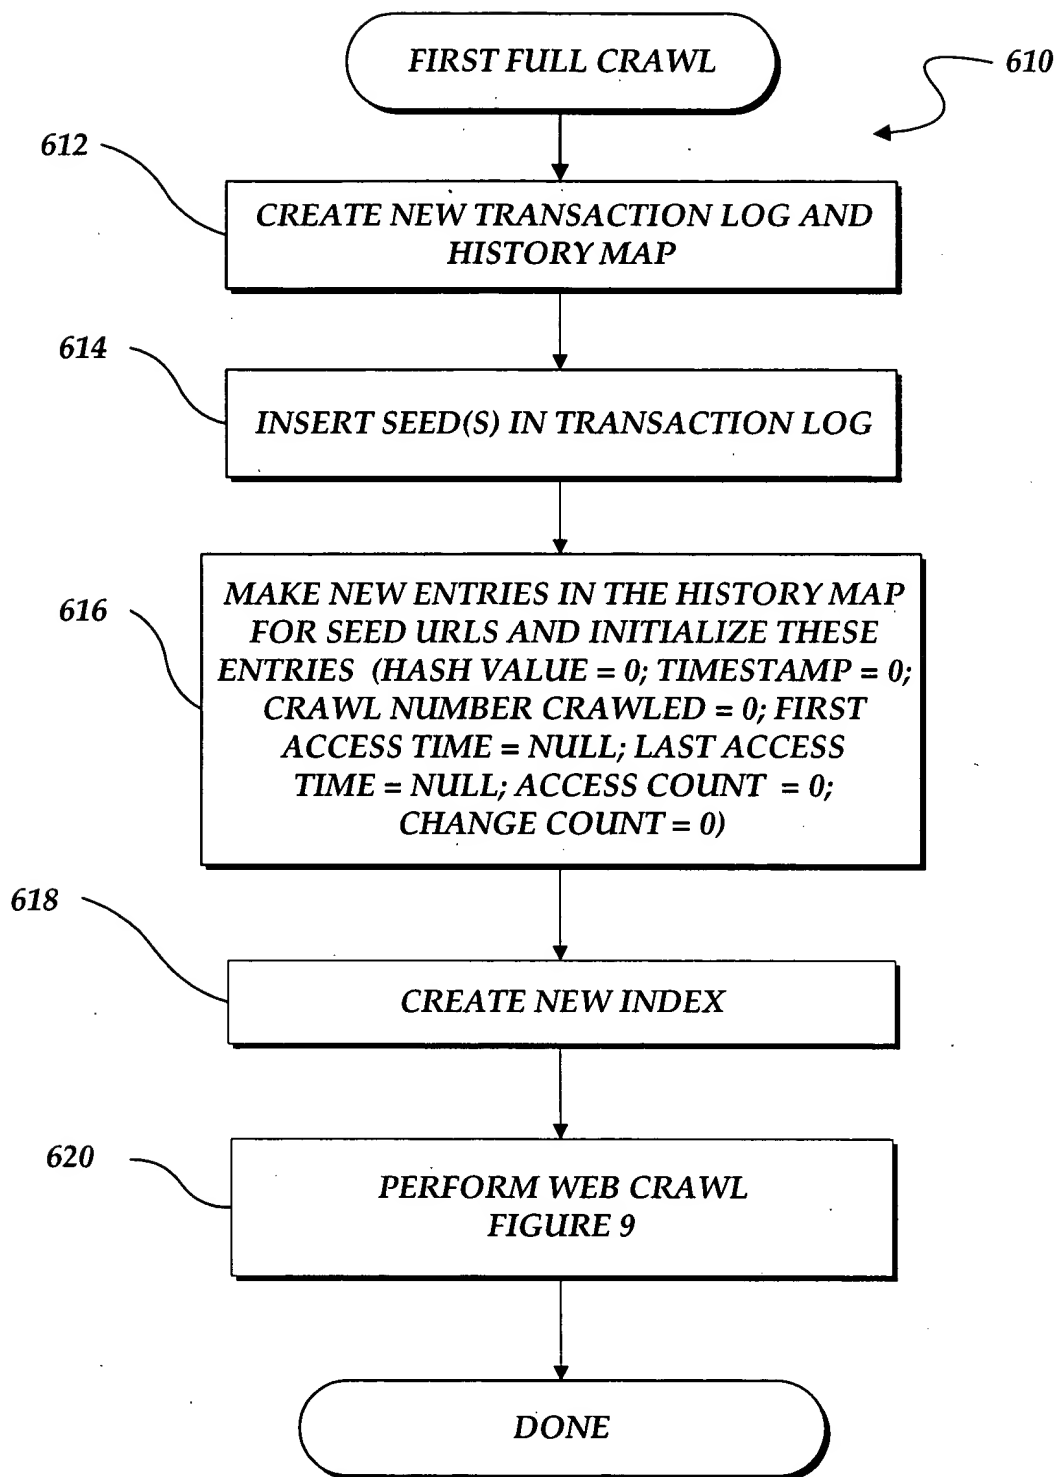 FIRST FULL CRAWL
610
612
CREATE NEW TRANSACTION LOG AND
HISTORY MAP
614
INSERT SEED(S) IN TRANSACTION LOG
616
MAKE NEW ENTRIES IN THE HISTORY MAP
FOR SEED URLS AND INITIALIZE THESE
ENTRIES (HASH VALUE = 0; TIMESTAMP = 0;
CRAWL NUMBER CRAWLED = 0; FIRST
ACCESS TIME = NULL; LAST ACCESS
TIME = NULL; ACCESS COUNT = 0;
CHANGE COUNT = 0)
618
CREATE NEW INDEX
620
PERFORM WEB CRAWL
FIGURE 9
DONE